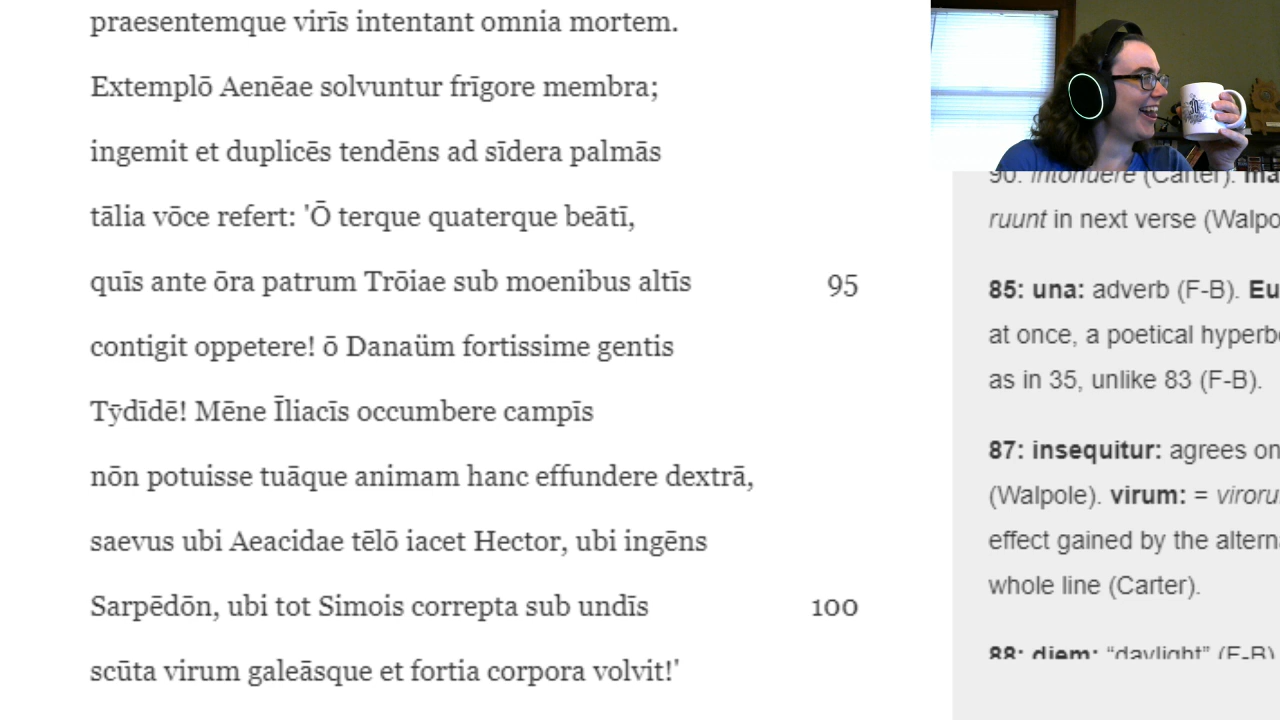 praesentemque virīs intentant omnia mortem.
Extemplō Aenēae solvuntur frīgore membra;
ingemit et duplicēs tendēns ad sīdera palmās
tālia vōce refert: 'Ō terque quaterque beātī,
quīs ante ōra patrum Trōiae sub moenibus altīs 95
contigit oppetere! ō Danaüm fortissime gentis
Tȳdīdē! Mēne Īliacīs occumbere campīs
nōn potuisse tuāque animam hanc effundere dextrā,
saevus ubi Aeacidae tēlō iacet Hector, ubi ingēns
Sarpēdōn, ubi tot Simois correpta sub undīs 100
scūta virum galeāsque et fortia corpora volvit!'
90: intonuere (Carter).
ruunt in next verse (Walpo
85: una: adverb (F-B). Eu
at once, a poetical hyperb
as in 35, unlike 83 (F-B).
87: insequitur: agrees on
(Walpole). virum: = viroru
effect gained by the altern
whole line (Carter).
88: diem: “daylight” (F-B)